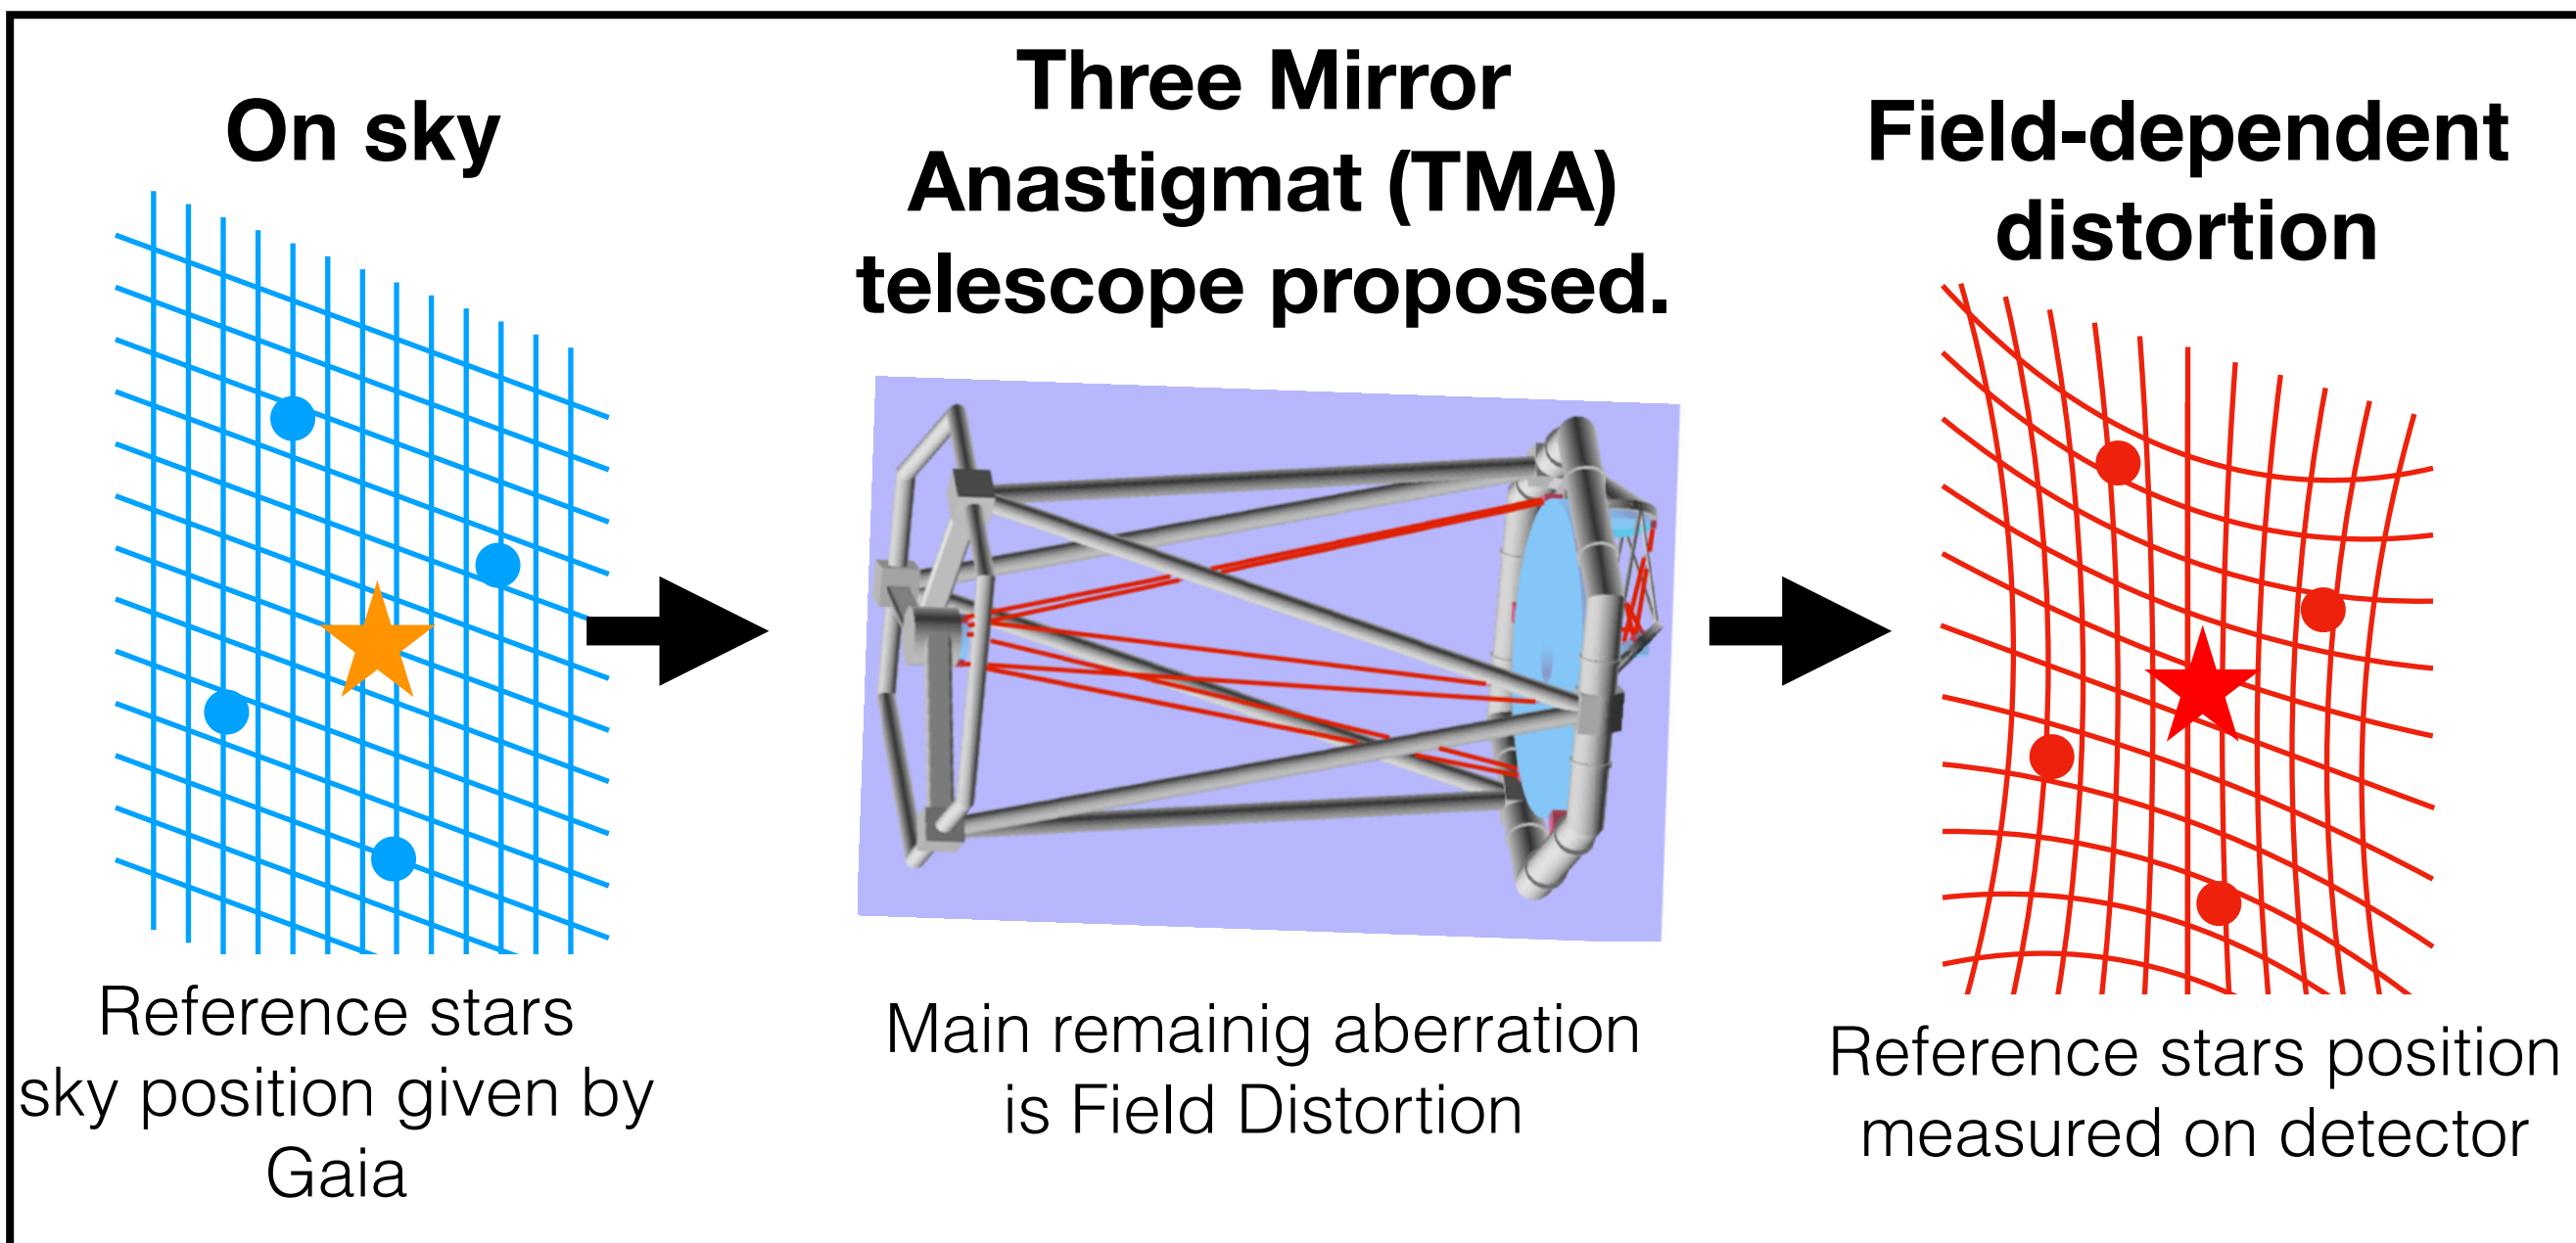 On sky
Three Mirror
Anastigmat (TMA)
telescope proposed.
Field-dependent
distortion
Reference stars
sky position given by
Gaia
Main remainig aberration
is Field Distortion
Reference stars position
measured on detector